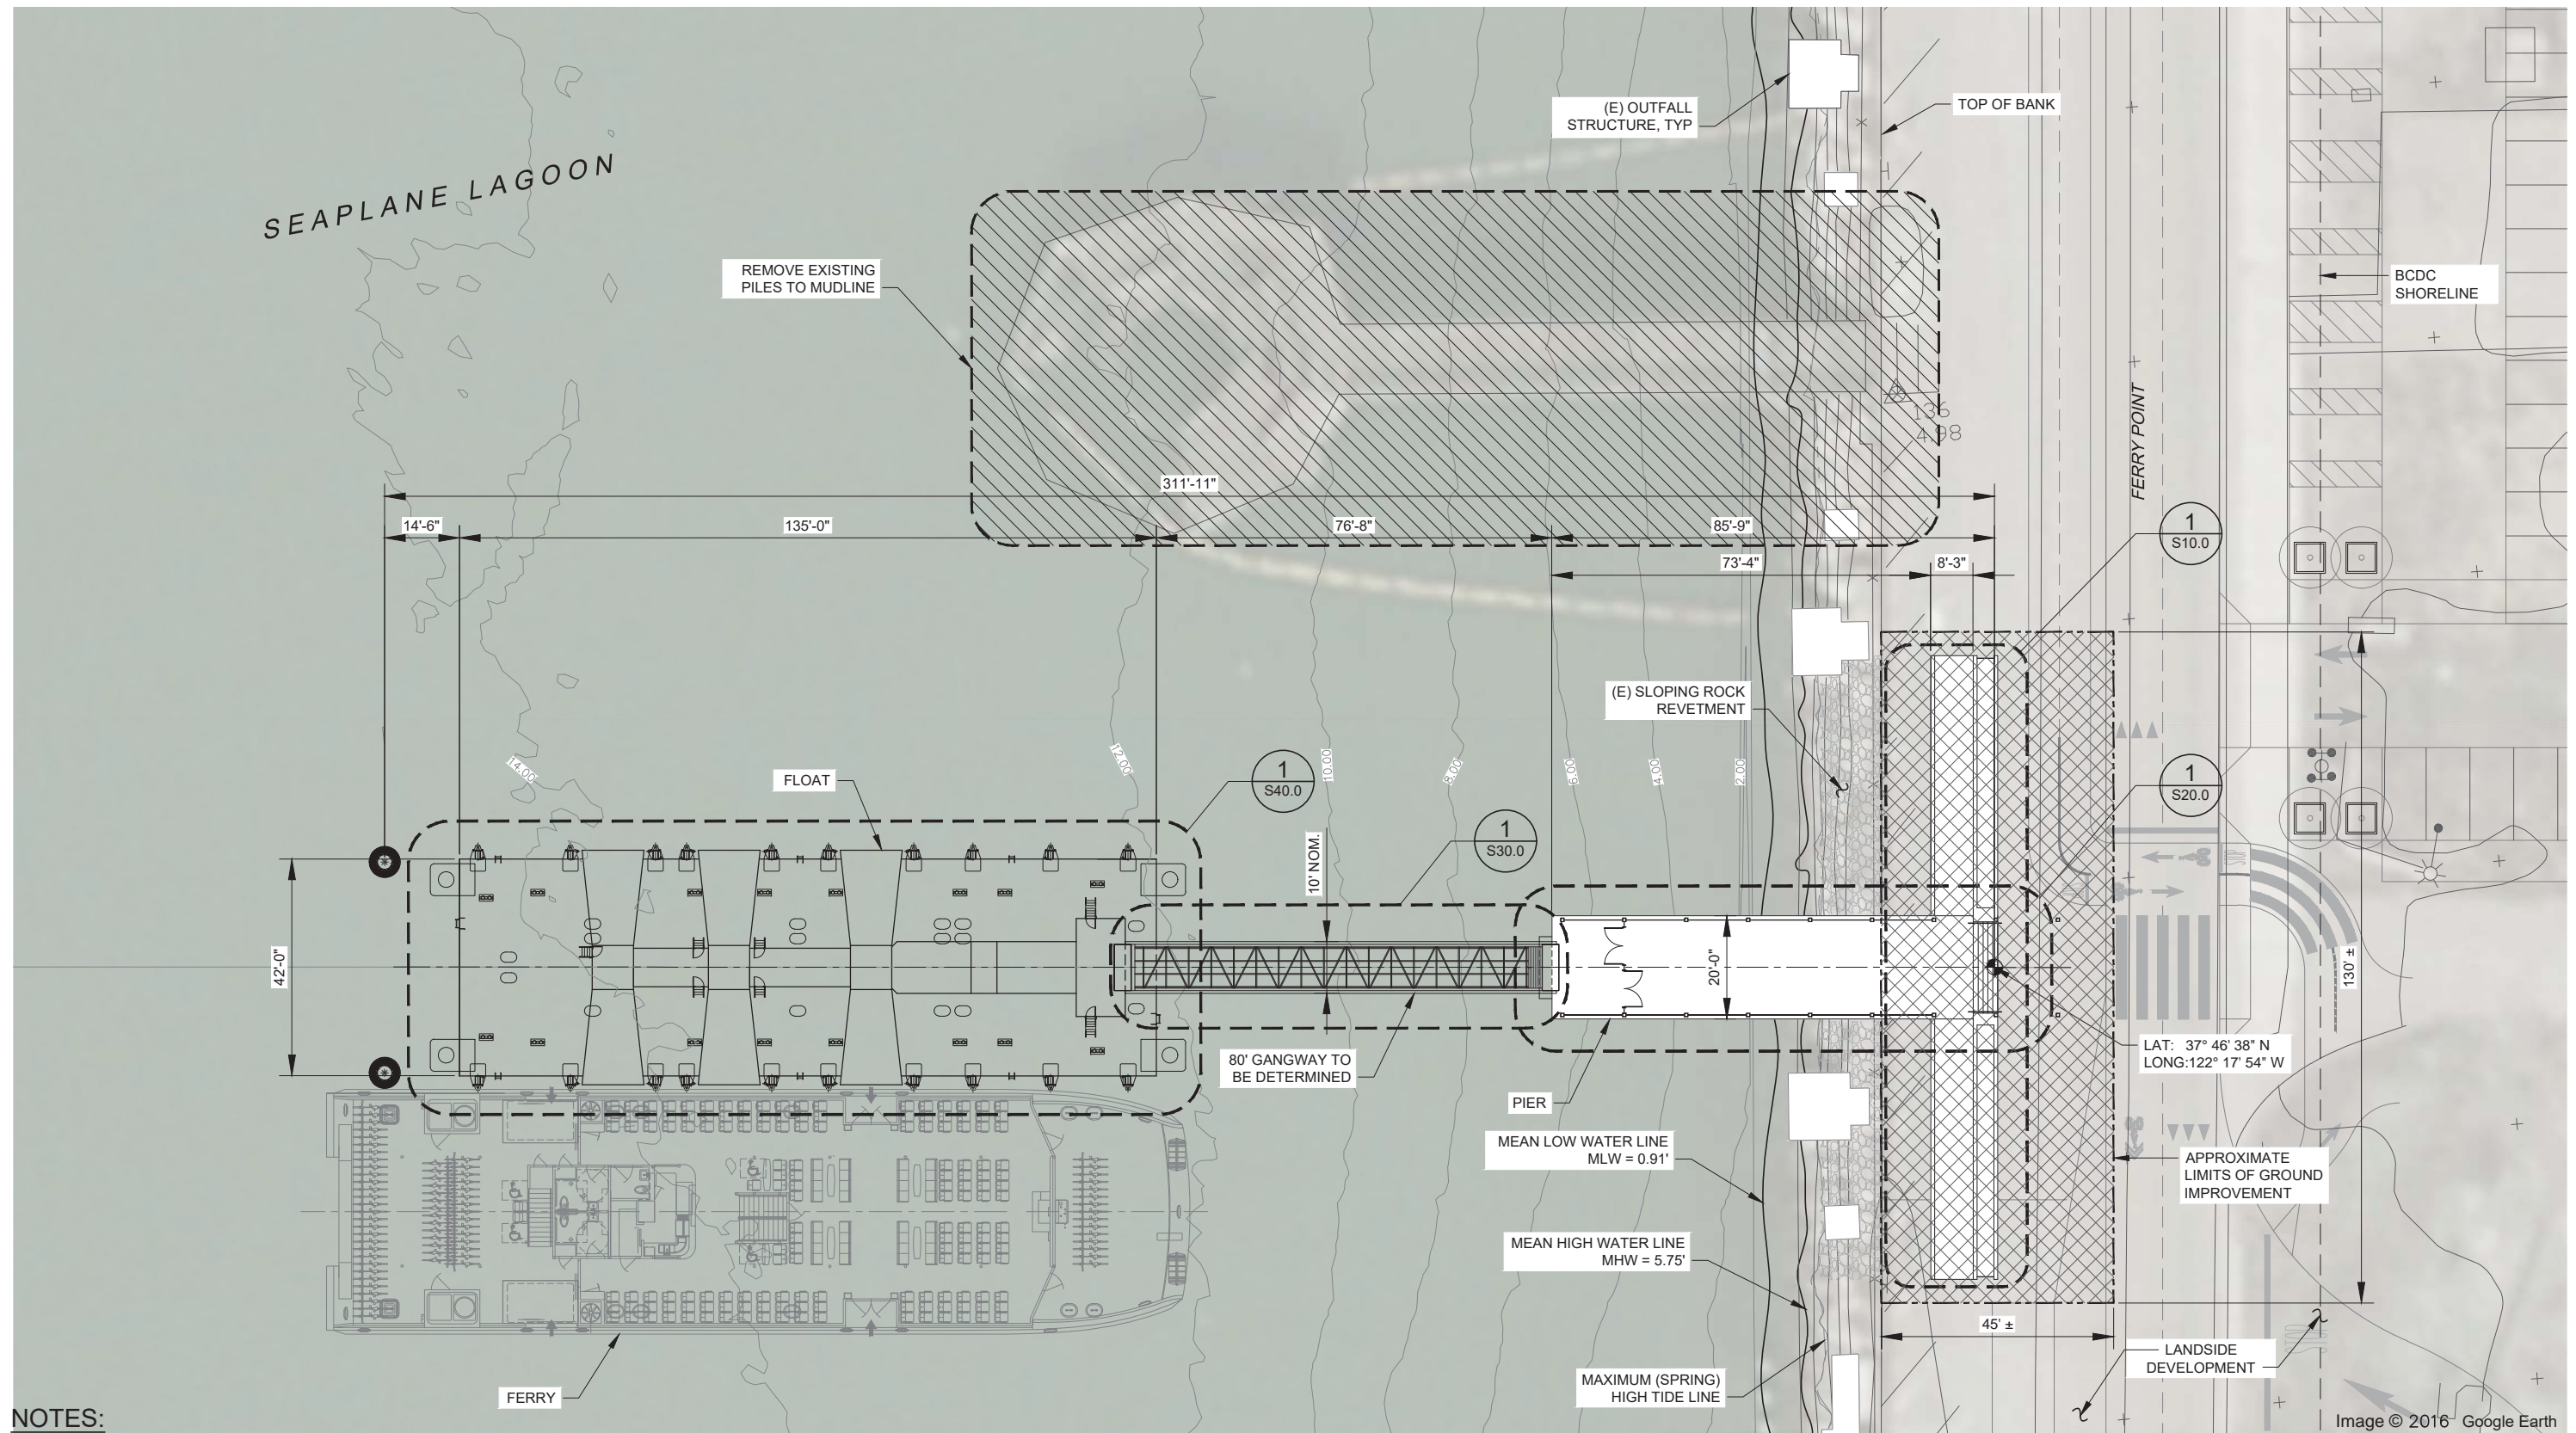 (E) OUTFALL
STRUCTURE, TYP
TOP OF BANK
SEAPLANE LAGOON
REMOVE EXISTING
PILES TO MUDLINE
BCDC
SHORELINE
136
4.98
FERRY POINT
311'-11"
14'-6"
135'-0"
76'-8"
85'-9"
73'-4"
8'-3"
1
S10.0
(E) SLOPING ROCK
REVETMENT
14.00
12.00
10.00
8.00
6.00
4.00
2.00
FLOAT
1
S40.0
1
S30.0
1
S20.0
10' NOM.
42'-0"
20'-0"
130' ±
LAT: 37° 46' 38" N
LONG:122° 17' 54" W
80' GANGWAY TO
BE DETERMINED
PIER
MEAN LOW WATER LINE
MLW = 0.91'
APPROXIMATE
LIMITS OF GROUND
IMPROVEMENT
MEAN HIGH WATER LINE
MHW = 5.75'
45' ±
LANDSIDE
DEVELOPMENT
MAXIMUM (SPRING)
HIGH TIDE LINE
FERRY
NOTES:
Image © 2016 Google Earth